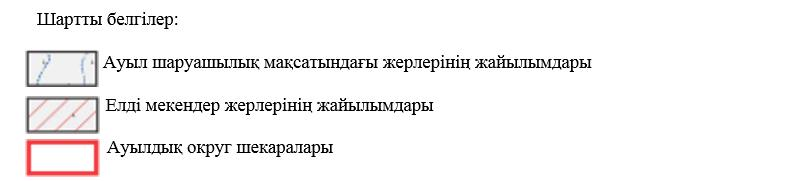 Шартты белгілер:
Ауыл шаруашылық мақсатындағы жерлерінің жайылымдары
Елді мекендер жерлерінің жайылымдары
Ауылдық округ шекаралары